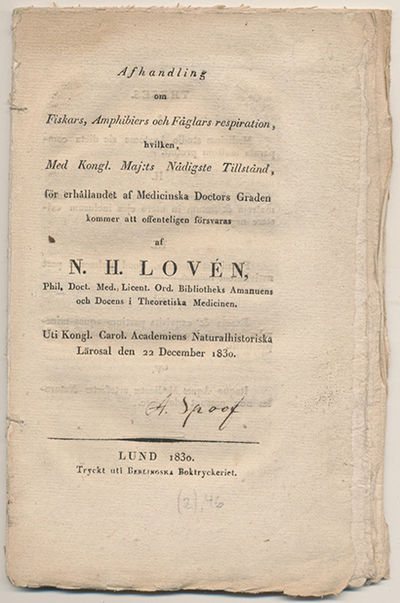 Afhandling
om
Fiskars, Amphibiers och Fåglars respiration,
hvilken,
Med Kongl. Maj:ts Nådigste Tillstånd,
för erhållandet af Medicinska Doctors Graden
kommer att offenteligen försvaras
af
N. H. LOVÉN,
Phil. Doct. Med. Licent. Ord. Bibliotheks Amanuens
och Docens i Theoretiska Medicinen.
Uti Kongl. Carol. Academiens Naturalhistoriska
Lärosal den 22 December 1830.
A. Spoof
LUND 1830.
Tryckt uti BERLINGSKA Boktryckeriet.
(2), 46